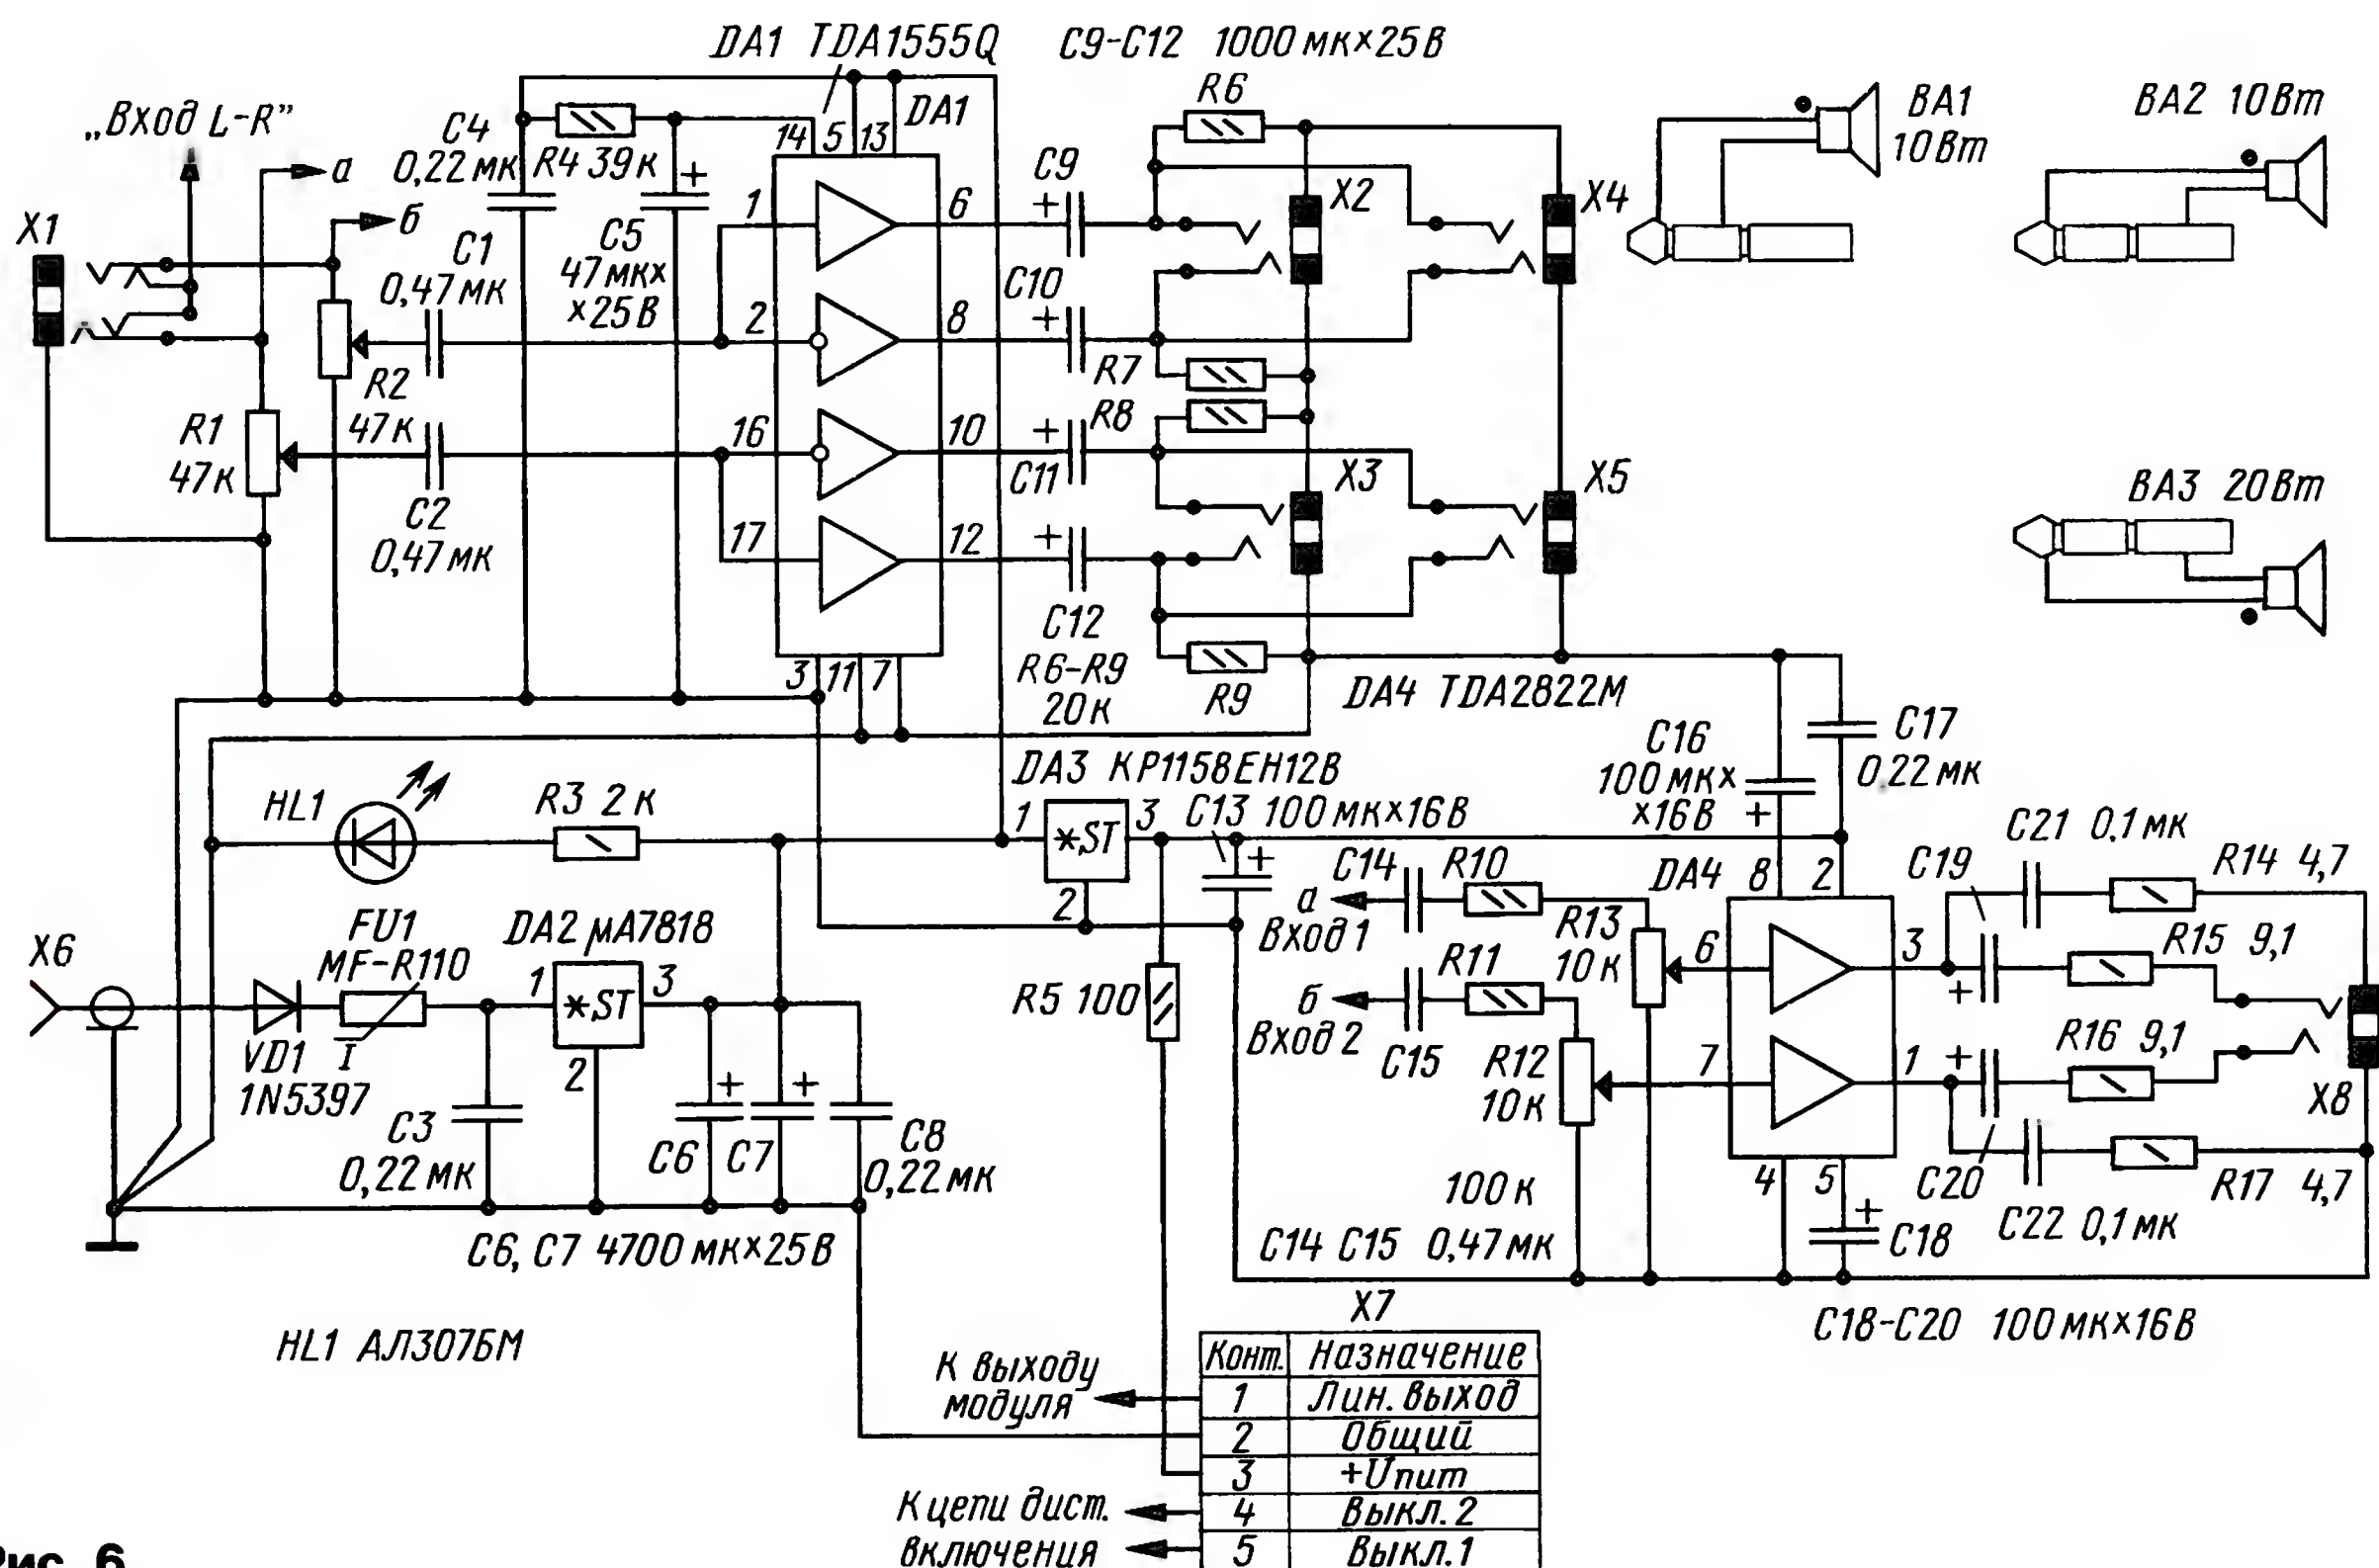 DA1 TDA1555Q
C9-C12 1000 мк×25 В
„Вход L-R”
а
б
X1
C4
0,22 мк
R4 39 к
14
5
13
DA1
R6
BA1
10 Вт
BA2 10 Вт
C1
0,47 мк
C5
47 мк×
×25 В
1
6
C9
X2
X4
2
8
C10
R2
47 к
R7
R8
R1
47 к
16
10
C11
X3
X5
C2
0,47 мк
17
12
BA3 20 Вт
C12
R6-R9
20 к
R9
3
11
7
DA4 TDA2822M
C16
100 мк×
×16 В
C17
0,22 мк
HL1
R3 2 к
DA3 КР1158ЕН12В
1
*ST
3
2
C13 100 мк×16 В
C14
R10
а
Вход 1
DA4
8
2
C19
C21 0,1 мк
R14 4,7
X6
FU1
MF-R110
I
VD1
1N5397
DA2 μA7818
1
*ST
3
2
R5 100
R13
10 к
6
3
R15 9,1
б
Вход 2
R11
C15
R12
10 к
7
1
R16 9,1
X8
C3
0,22 мк
C6
C7
C8
0,22 мк
100 к
C14 C15 0,47 мк
4
5
C18
C20
C22 0,1 мк
R17 4,7
C6, C7 4700 мк×25 В
HL1 АЛ307БМ
C18-C20 100 мк×16 В
X7
Конт. Назначение
К выходу
модуля
1 Лин. выход
2 Общий
3 +Uпит
К цепи дист.
включения
4 Выкл. 2
5 Выкл. 1
Рис. 6